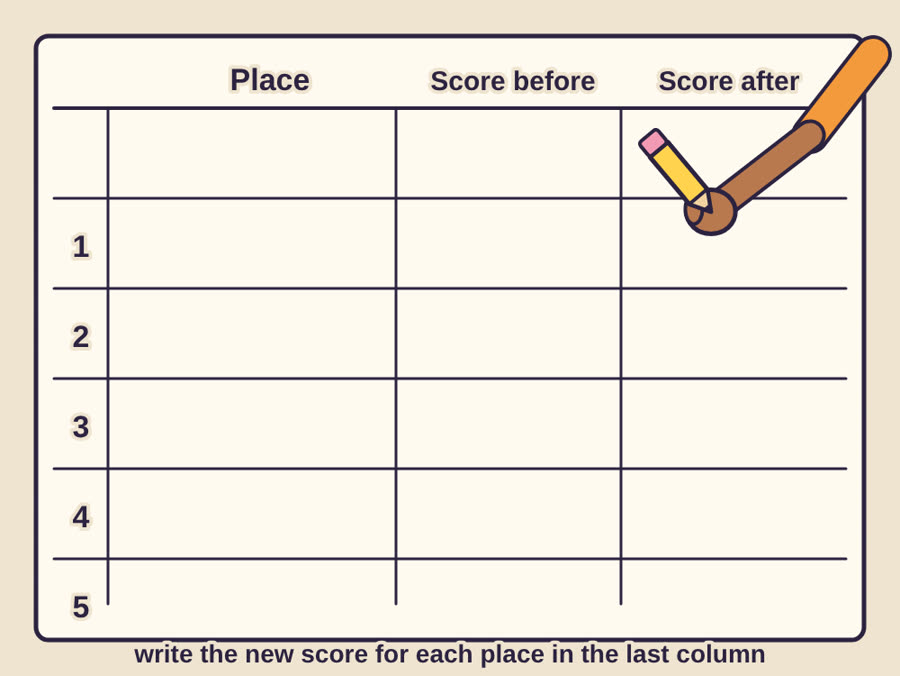 Place Score before Score after
1
2
3
4
5
write the new score for each place in the last column